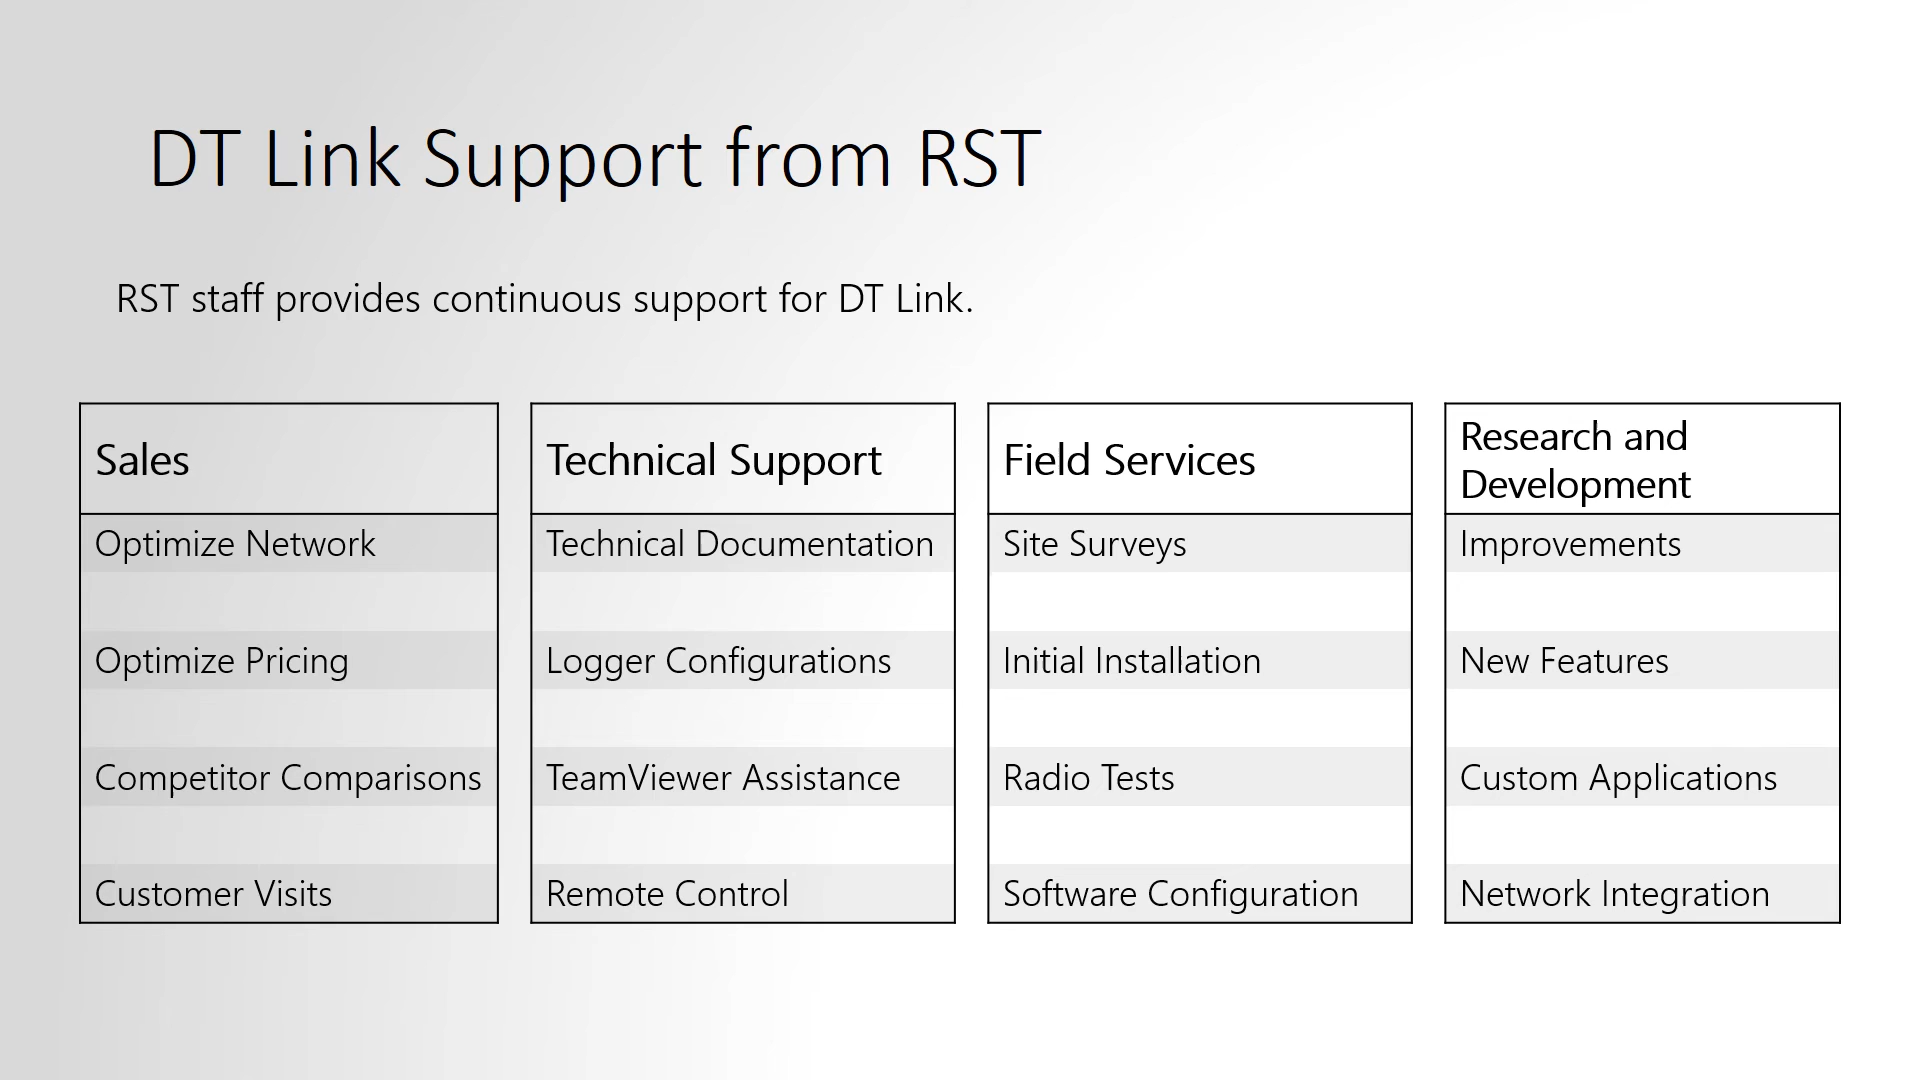 DT Link Support from RST
RST staff provides continuous support for DT Link.
Sales
Optimize Network
Optimize Pricing
Competitor Comparisons
Customer Visits
Technical Support
Technical Documentation
Logger Configurations
TeamViewer Assistance
Remote Control
Field Services
Site Surveys
Initial Installation
Radio Tests
Software Configuration
Research and
Development
Improvements
New Features
Custom Applications
Network Integration